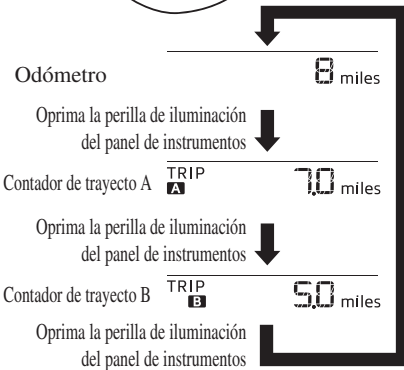 Odómetro 8 miles
Oprima la perilla de iluminación
del panel de instrumentos
Contador de trayecto A TRIP A 7.0 miles
Oprima la perilla de iluminación
del panel de instrumentos
Contador de trayecto B TRIP B 5.0 miles
Oprima la perilla de iluminación
del panel de instrumentos